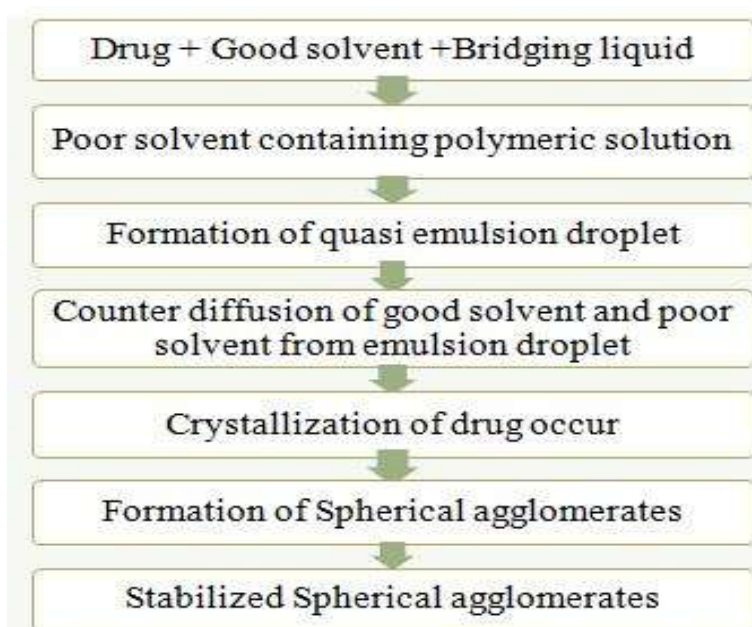 Drug + Good solvent +Bridging liquid
Poor solvent containing polymeric solution
Formation of quasi emulsion droplet
Counter diffusion of good solvent and poor
solvent from emulsion droplet
Crystallization of drug occur
Formation of Spherical agglomerates
Stabilized Spherical agglomerates